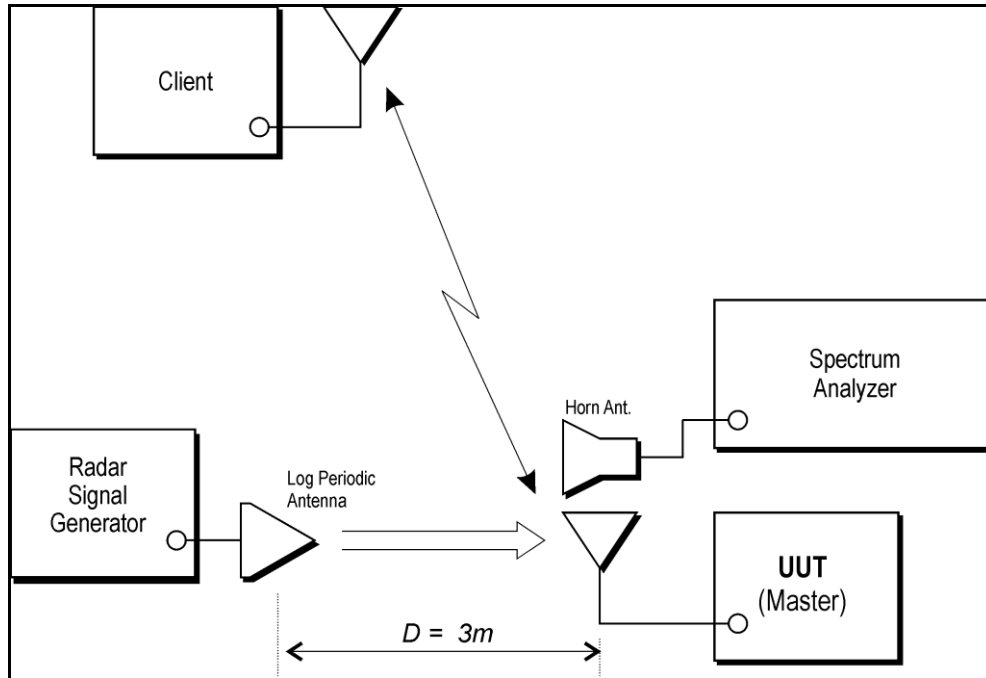 Client
Spectrum
Analyzer
Horn Ant.
Radar
Signal
Generator
Log Periodic
Antenna
UUT
(Master)
D = 3m